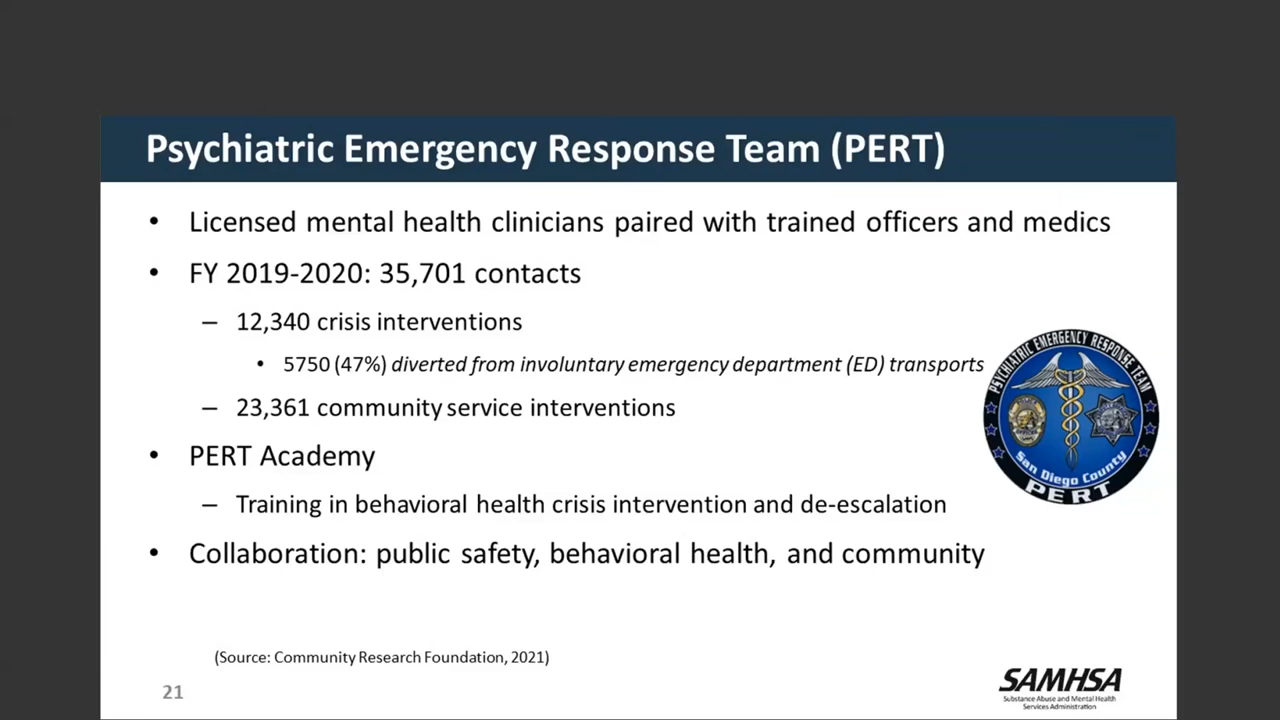 Psychiatric Emergency Response Team (PERT)
• Licensed mental health clinicians paired with trained officers and medics
• FY 2019-2020: 35,701 contacts
– 12,340 crisis interventions
• 5750 (47%) diverted from involuntary emergency department (ED) transports
– 23,361 community service interventions
• PERT Academy
– Training in behavioral health crisis intervention and de-escalation
• Collaboration: public safety, behavioral health, and community
PSYCHIATRIC EMERGENCY RESPONSE TEAM
San Diego County
PERT
(Source: Community Research Foundation, 2021)
21
SAMHSA
Substance Abuse and Mental Health
Services Administration